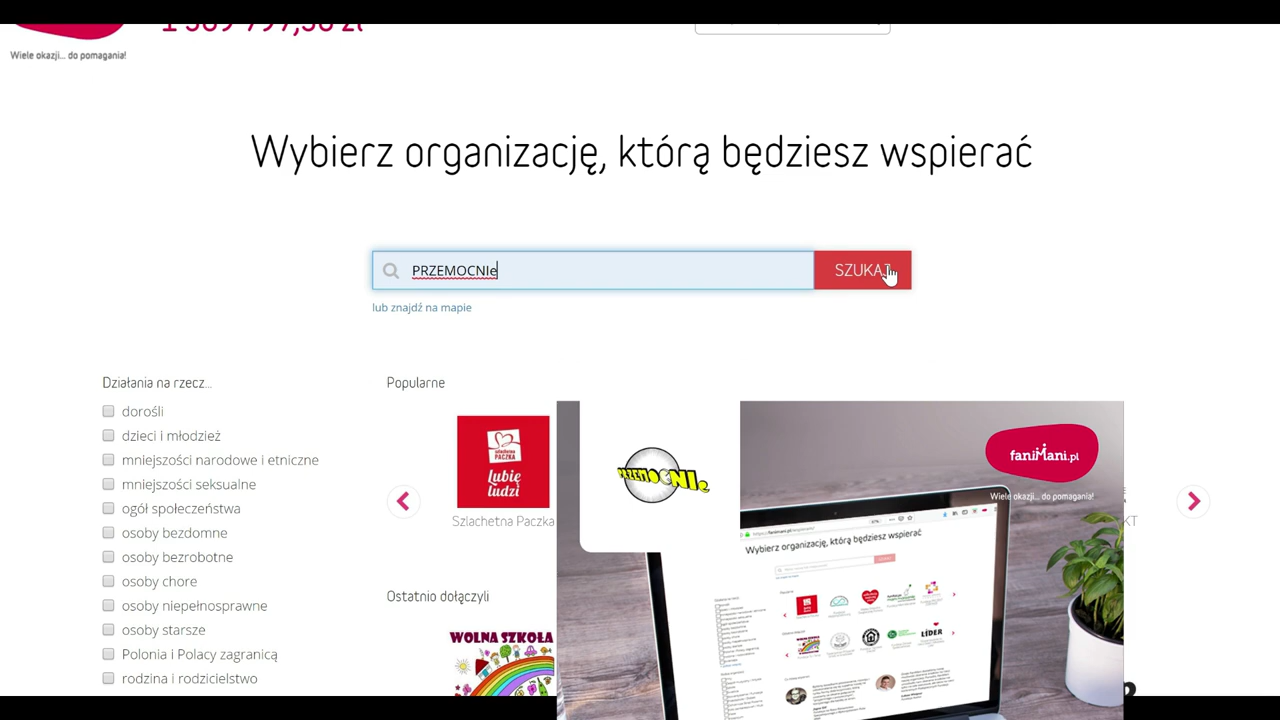 Wiele okazji... do pomagania!
Wybierz organizację, którą będziesz wspierać
PRZEMOCNIe
SZUKAJ
lub znajdź na mapie
Działania na rzecz...
dorośli
dzieci i młodzież
mniejszości narodowe i etniczne
mniejszości seksualne
ogół społeczeństwa
osoby bezdomne
osoby bezrobotne
osoby chore
osoby niepełnosprawne
osoby starsze
Polonia i Polacy zagranicą
rodzina i rodzicielstwo
Popularne
szlachetna
PACZKA
Lubię
ludzi
Szlachetna Paczka
KT
Ostatnio dołączyli
WOLNA SZKOŁA
PRZEMOCNIe
faniMani.pl
Wiele okazji... do pomagania!
Wybierz organizację, którą będziesz wspierać
LÍDER